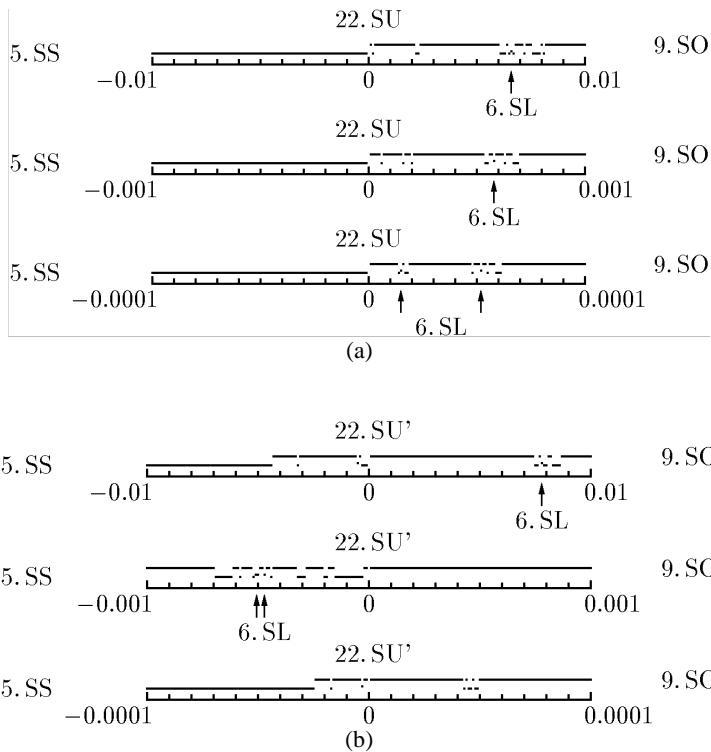 22. SU
5. SS 9. SO
−0.01 0 0.01
6. SL
22. SU
5. SS 9. SO
−0.001 0 0.001
6. SL
22. SU
5. SS 9. SO
−0.0001 0 0.0001
6. SL
(a)
22. SU'
5. SS 9. SO
−0.01 0 0.01
6. SL
22. SU'
5. SS 9. SO
−0.001 0 0.001
6. SL
22. SU'
5. SS 9. SO
−0.0001 0 0.0001
(b)